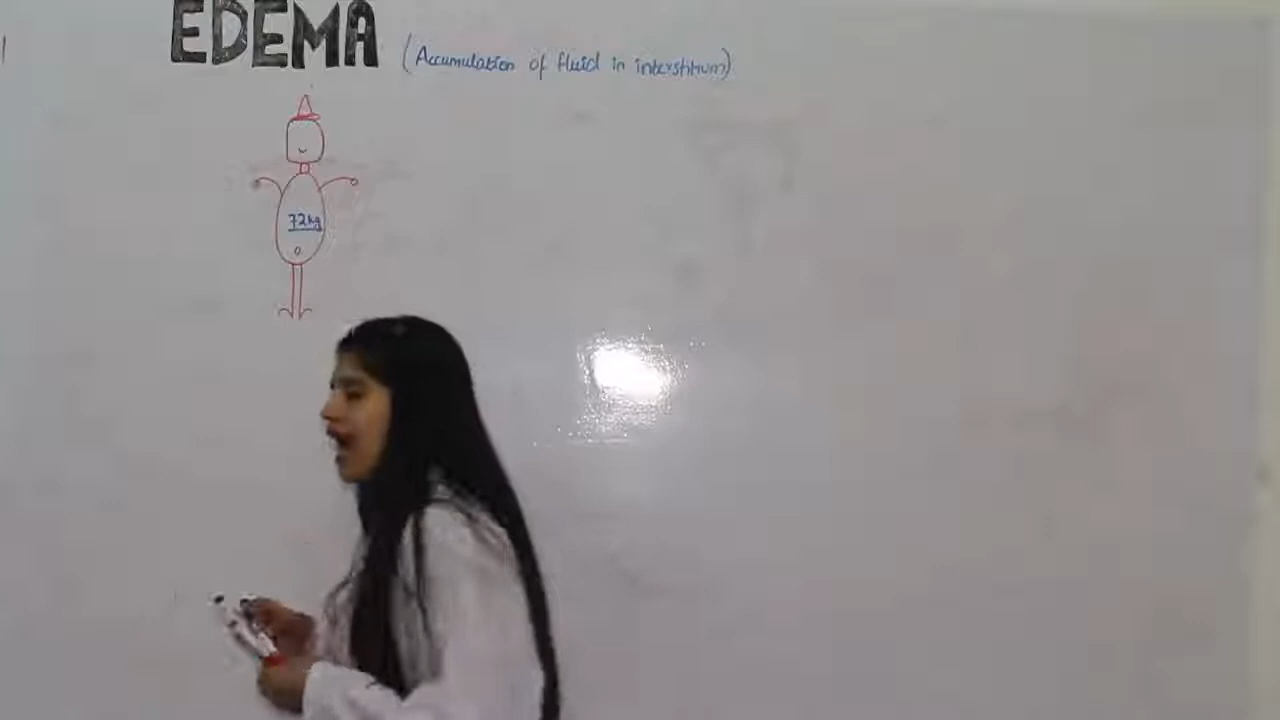 EDEMA (Accumulation of fluid in interstitium)
72kg